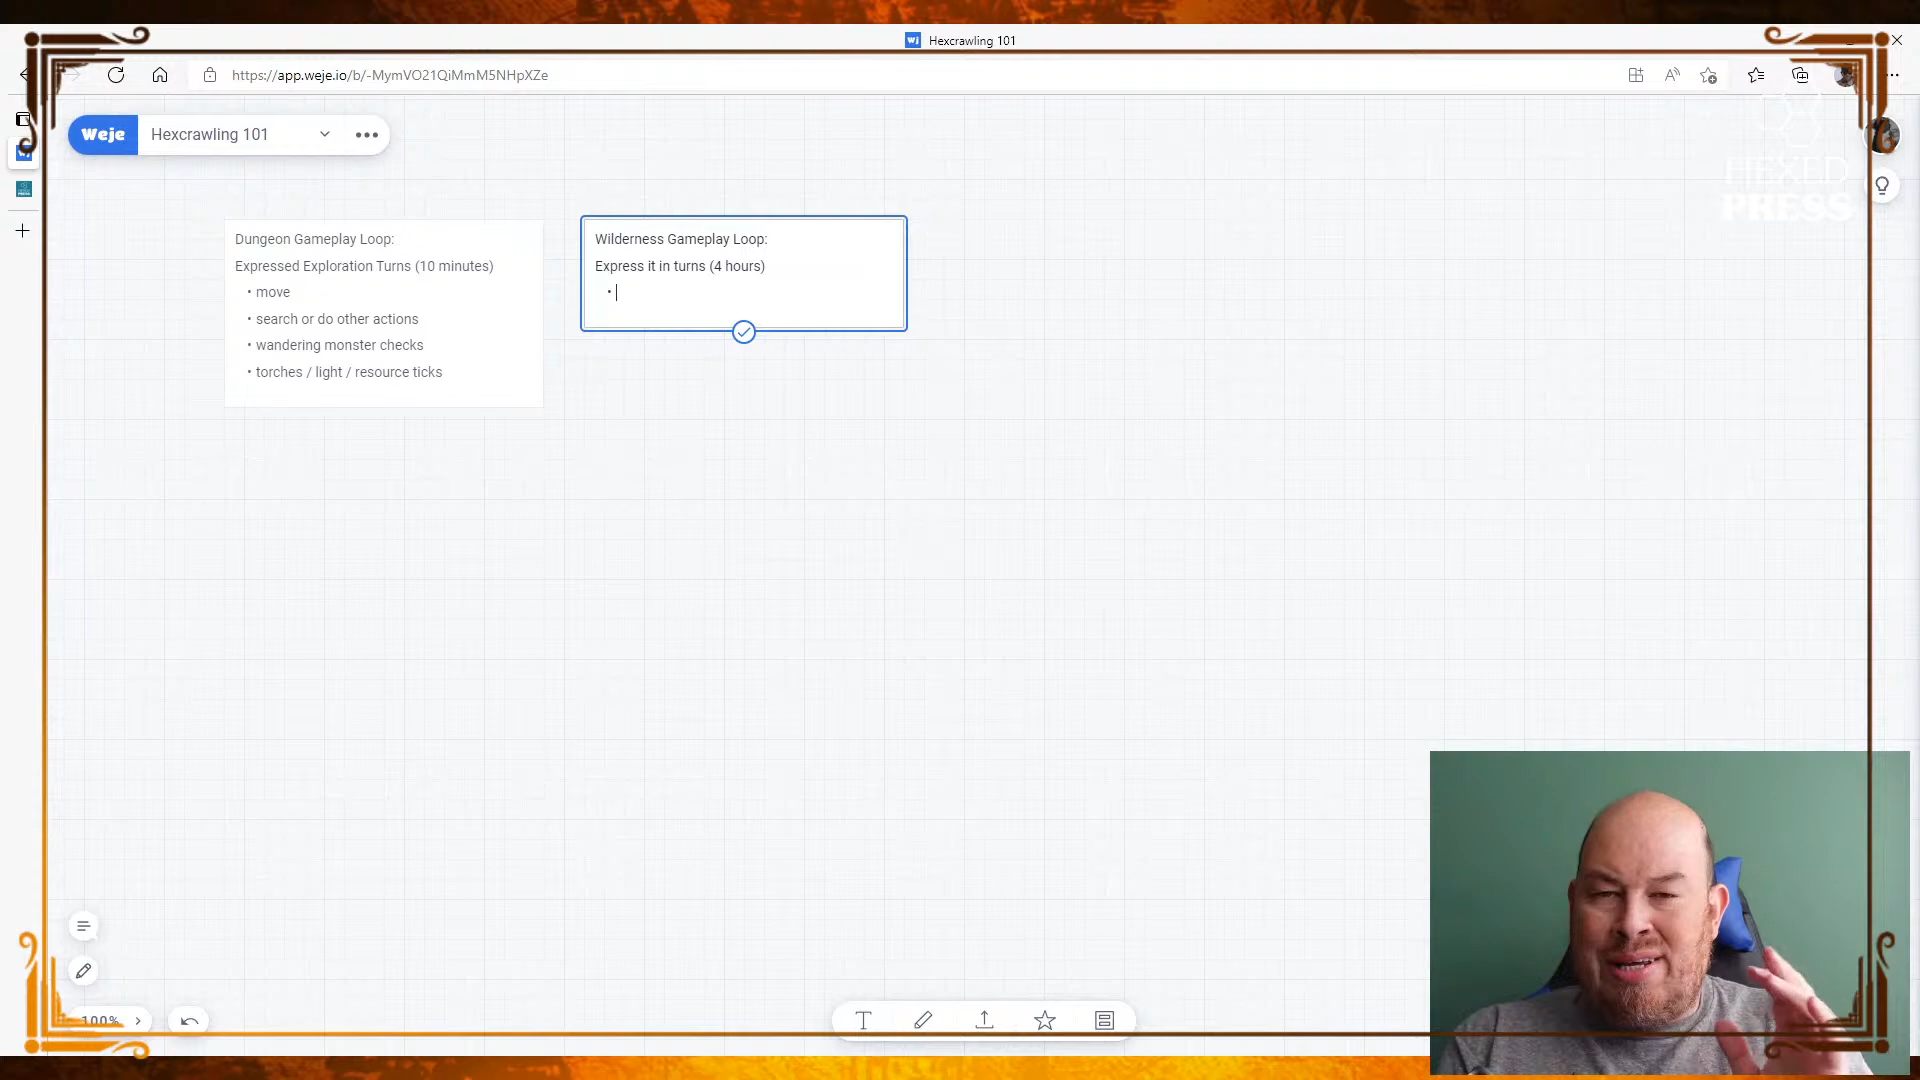 Hexcrawling 101
https://app.weje.io/b/-MymVO21QiMmM5NHpXZe
Weje
Hexcrawling 101
HEXED
PRESS
Dungeon Gameplay Loop:
Expressed Exploration Turns (10 minutes)
• move
• search or do other actions
• wandering monster checks
• torches / light / resource ticks
Wilderness Gameplay Loop:
Express it in turns (4 hours)
•
100%